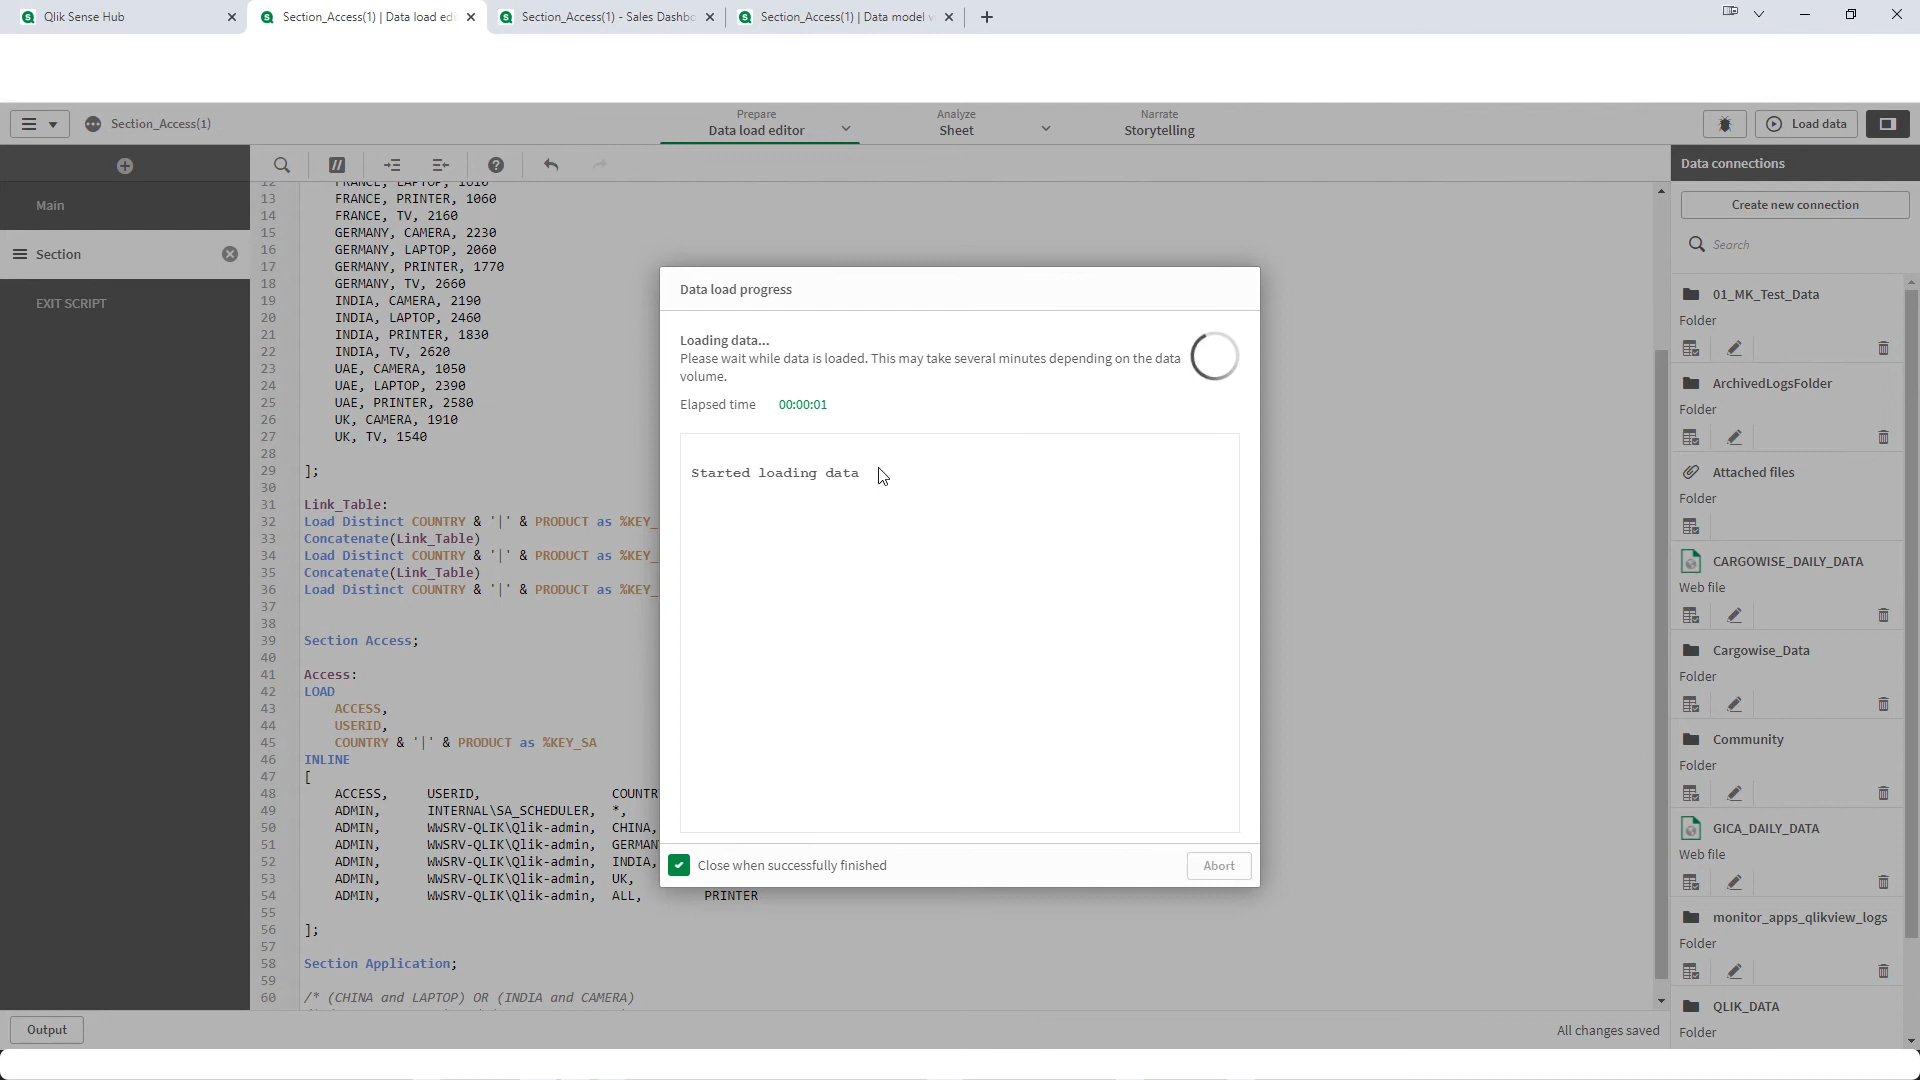 Qlik Sense Hub
Section_Access(1) | Data load edi
Section_Access(1) - Sales Dashbo
Section_Access(1) | Data model v
Section_Access(1)
Prepare
Data load editor
Analyze
Sheet
Narrate
Storytelling
Load data
Main
Section
EXIT SCRIPT
12 FRANCE, LAPTOP, 1610
13 FRANCE, PRINTER, 1060
14 FRANCE, TV, 2160
15 GERMANY, CAMERA, 2230
16 GERMANY, LAPTOP, 2060
17 GERMANY, PRINTER, 1770
18 GERMANY, TV, 2660
19 INDIA, CAMERA, 2190
20 INDIA, LAPTOP, 2460
21 INDIA, PRINTER, 1830
22 INDIA, TV, 2620
23 UAE, CAMERA, 1050
24 UAE, LAPTOP, 2390
25 UAE, PRINTER, 2580
26 UK, CAMERA, 1910
27 UK, TV, 1540
28
29 ];
30
31 Link_Table:
32 Load Distinct COUNTRY & '|' & PRODUCT as %KEY_
33 Concatenate(Link_Table)
34 Load Distinct COUNTRY & '|' & PRODUCT as %KEY_
35 Concatenate(Link_Table)
36 Load Distinct COUNTRY & '|' & PRODUCT as %KEY_
37
38
39 Section Access;
40
41 Access:
42 LOAD
43 ACCESS,
44 USERID,
45 COUNTRY & '|' & PRODUCT as %KEY_SA
46 INLINE
47 [
48 ACCESS, USERID, COUNTR
49 ADMIN, INTERNAL\SA_SCHEDULER, *,
50 ADMIN, WWSRV-QLIK\Qlik-admin, CHINA,
51 ADMIN, WWSRV-QLIK\Qlik-admin, GERMAN
52 ADMIN, WWSRV-QLIK\Qlik-admin, INDIA,
53 ADMIN, WWSRV-QLIK\Qlik-admin, UK,
54 ADMIN, WWSRV-QLIK\Qlik-admin, ALL, PRINTER
55
56 ];
57
58 Section Application;
59
60 /* (CHINA and LAPTOP) OR (INDIA and CAMERA)
Data load progress
Loading data...
Please wait while data is loaded. This may take several minutes depending on the data
volume.
Elapsed time 00:00:01
Started loading data
Close when successfully finished
Abort
Data connections
Create new connection
Search
01_MK_Test_Data
Folder
ArchivedLogsFolder
Folder
Attached files
Folder
CARGOWISE_DAILY_DATA
Web file
Cargowise_Data
Folder
Community
Folder
GICA_DAILY_DATA
Web file
monitor_apps_qlikview_logs
Folder
QLIK_DATA
Folder
Output
All changes saved